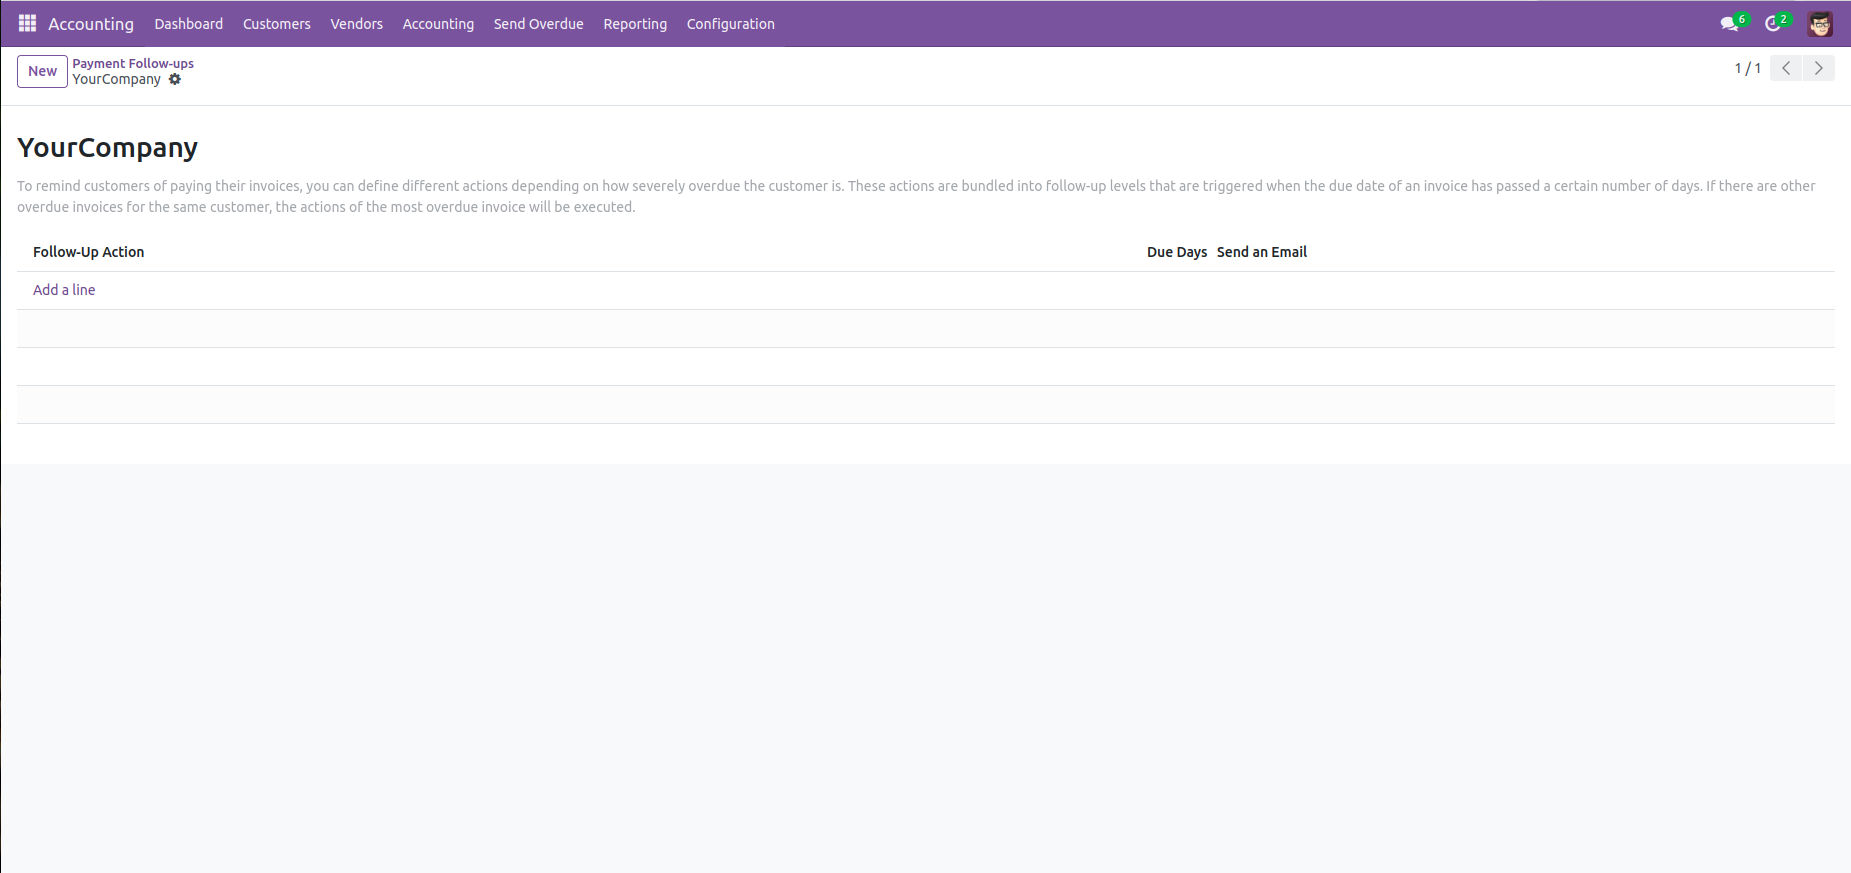 Accounting Dashboard Customers Vendors Accounting Send Overdue Reporting Configuration 6 2
New Payment Follow-ups
YourCompany
1 / 1
YourCompany
To remind customers of paying their invoices, you can define different actions depending on how severely overdue the customer is. These actions are bundled into follow-up levels that are triggered when the due date of an invoice has passed a certain number of days. If there are other
overdue invoices for the same customer, the actions of the most overdue invoice will be executed.
Follow-Up Action Due Days Send an Email
Add a line